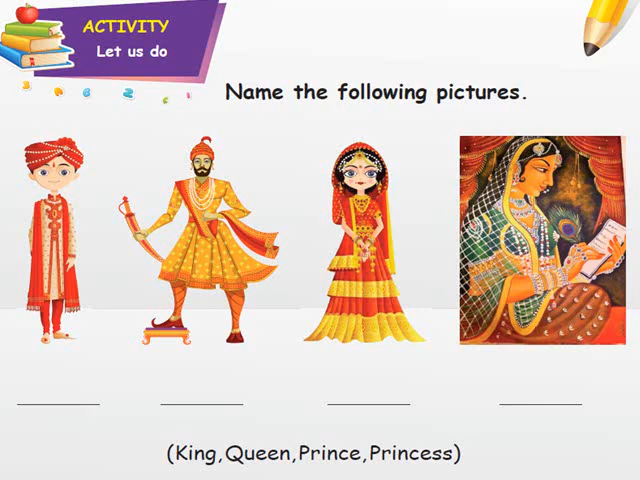 ACTIVITY
Let us do
Name the following pictures.
(King,Queen,Prince,Princess)